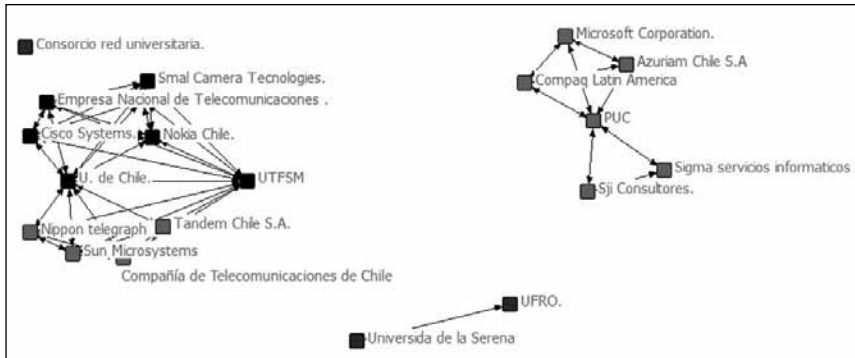 Microsoft Corporation.
Consorcio red universitaria.
Azuriam Chile S.A
Smal Camera Tecnologies.
Compaq Latin America
Empresa Nacional de Telecomunicaciones .
PUC
Cisco Systems.
Nokia Chile.
Sigma servicios informaticos
U. de Chile.
UTFSM
Sji Consultores.
Tandem Chile S.A.
Nippon telegraph
Sun Microsystems
Compañía de Telecomunicaciones de Chile
UFRO.
Universida de la Serena